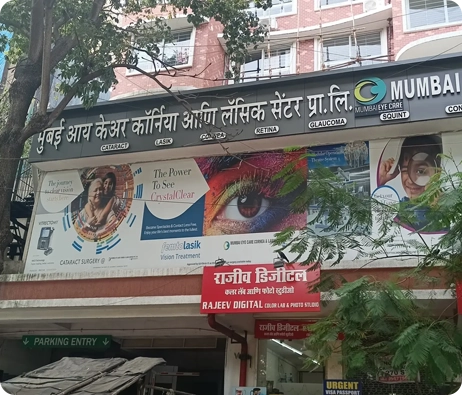 मुंबई आय केअर कॉर्निया आणि लॅसिक सेंटर प्रा.लि.
MUMBAI EYE CARE
MUMBAI
CATARACT LASIK CORNEA RETINA GLAUCOMA SQUINT
The Power
To See
CrystalClear
lasik
Vision Treatment
CATARACT SURGERY @
राजीव डिजीटल
कलर लॅब आणि फोटो स्टुडीओ
RAJEEV DIGITAL COLOR LAB & PHOTO STUDIO
राजीव डिजीटल
PARKING ENTRY
URGENT
VISA PASSPORT